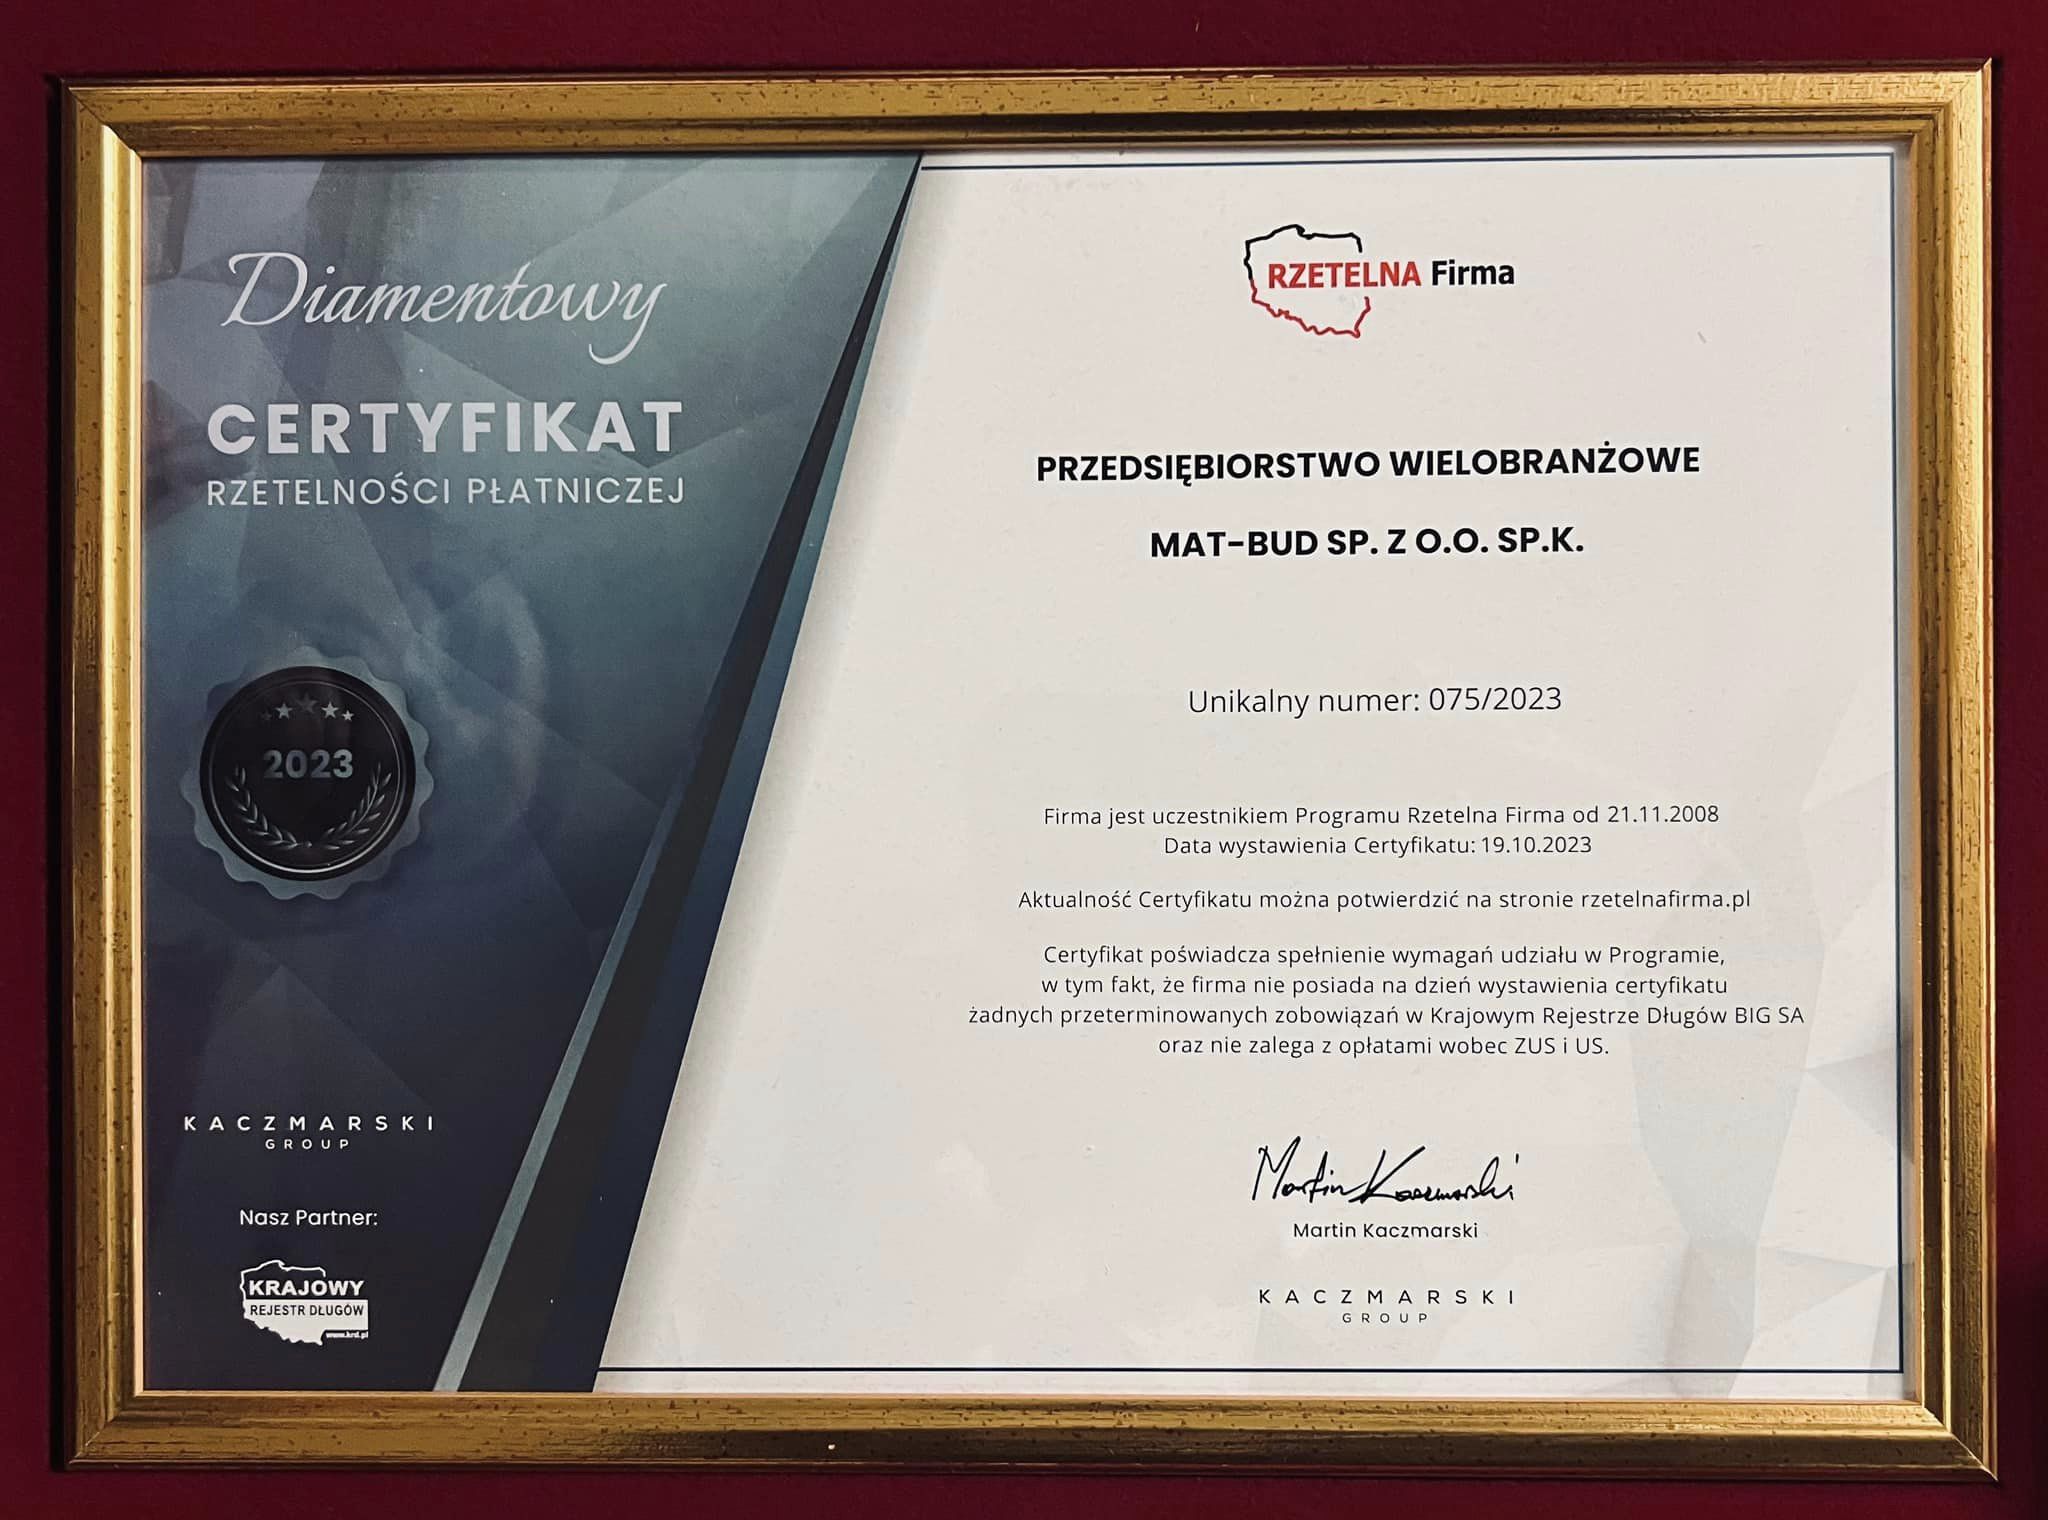 Diamentowy
CERTYFIKAT
RZETELNOŚCI PŁATNICZEJ
2023
KACZMARSKI
GROUP
Nasz Partner:
KRAJOWY
REJESTR DŁUGÓW
www.krd.pl
RZETELNA Firma
PRZEDSIĘBIORSTWO WIELOBRANŻOWE
MAT-BUD SP. Z O.O. SP.K.
Unikalny numer: 075/2023
Firma jest uczestnikiem Programu Rzetelna Firma od 21.11.2008
Data wystawienia Certyfikatu: 19.10.2023
Aktualność Certyfikatu można potwierdzić na stronie rzetelnafirma.pl
Certyfikat poświadcza spełnienie wymagań udziału w Programie,
w tym fakt, że firma nie posiada na dzień wystawienia certyfikatu
żadnych przeterminowanych zobowiązań w Krajowym Rejestrze Długów BIG SA
oraz nie zalega z opłatami wobec ZUS i US.
Martin Kaczmarski
Martin Kaczmarski
KACZMARSKI
GROUP